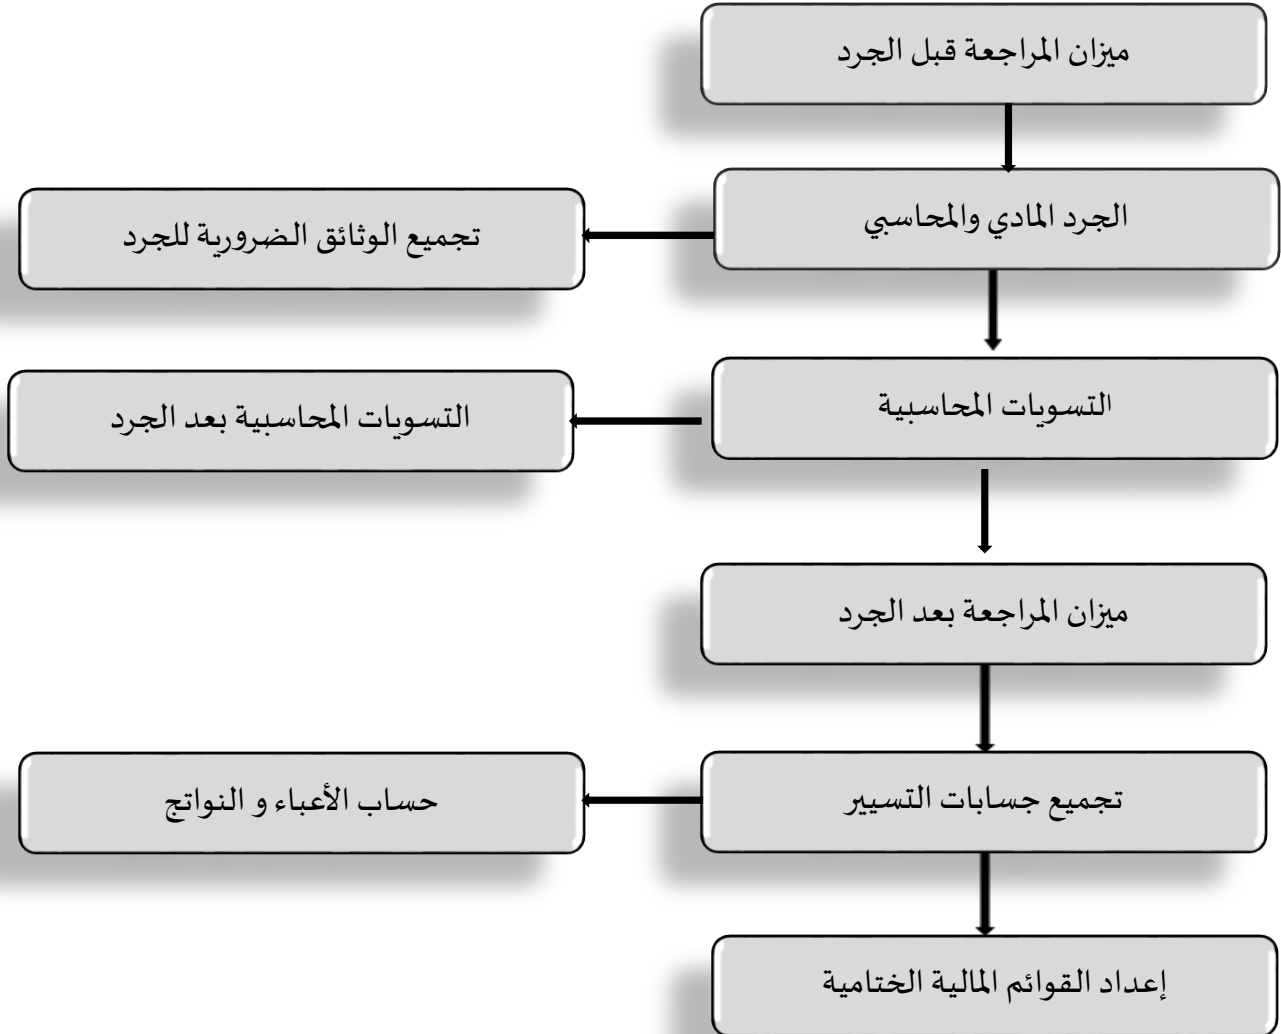 ميزان المراجعة قبل الجرد
الجرد المادي والمحاسبي
تجميع الوثائق الضرورية للجرد
التسويات المحاسبية
التسويات المحاسبية بعد الجرد
ميزان المراجعة بعد الجرد
تجميع جسابات التسيير
حساب الأعباء و النواتج
إعداد القوائم المالية الختامية